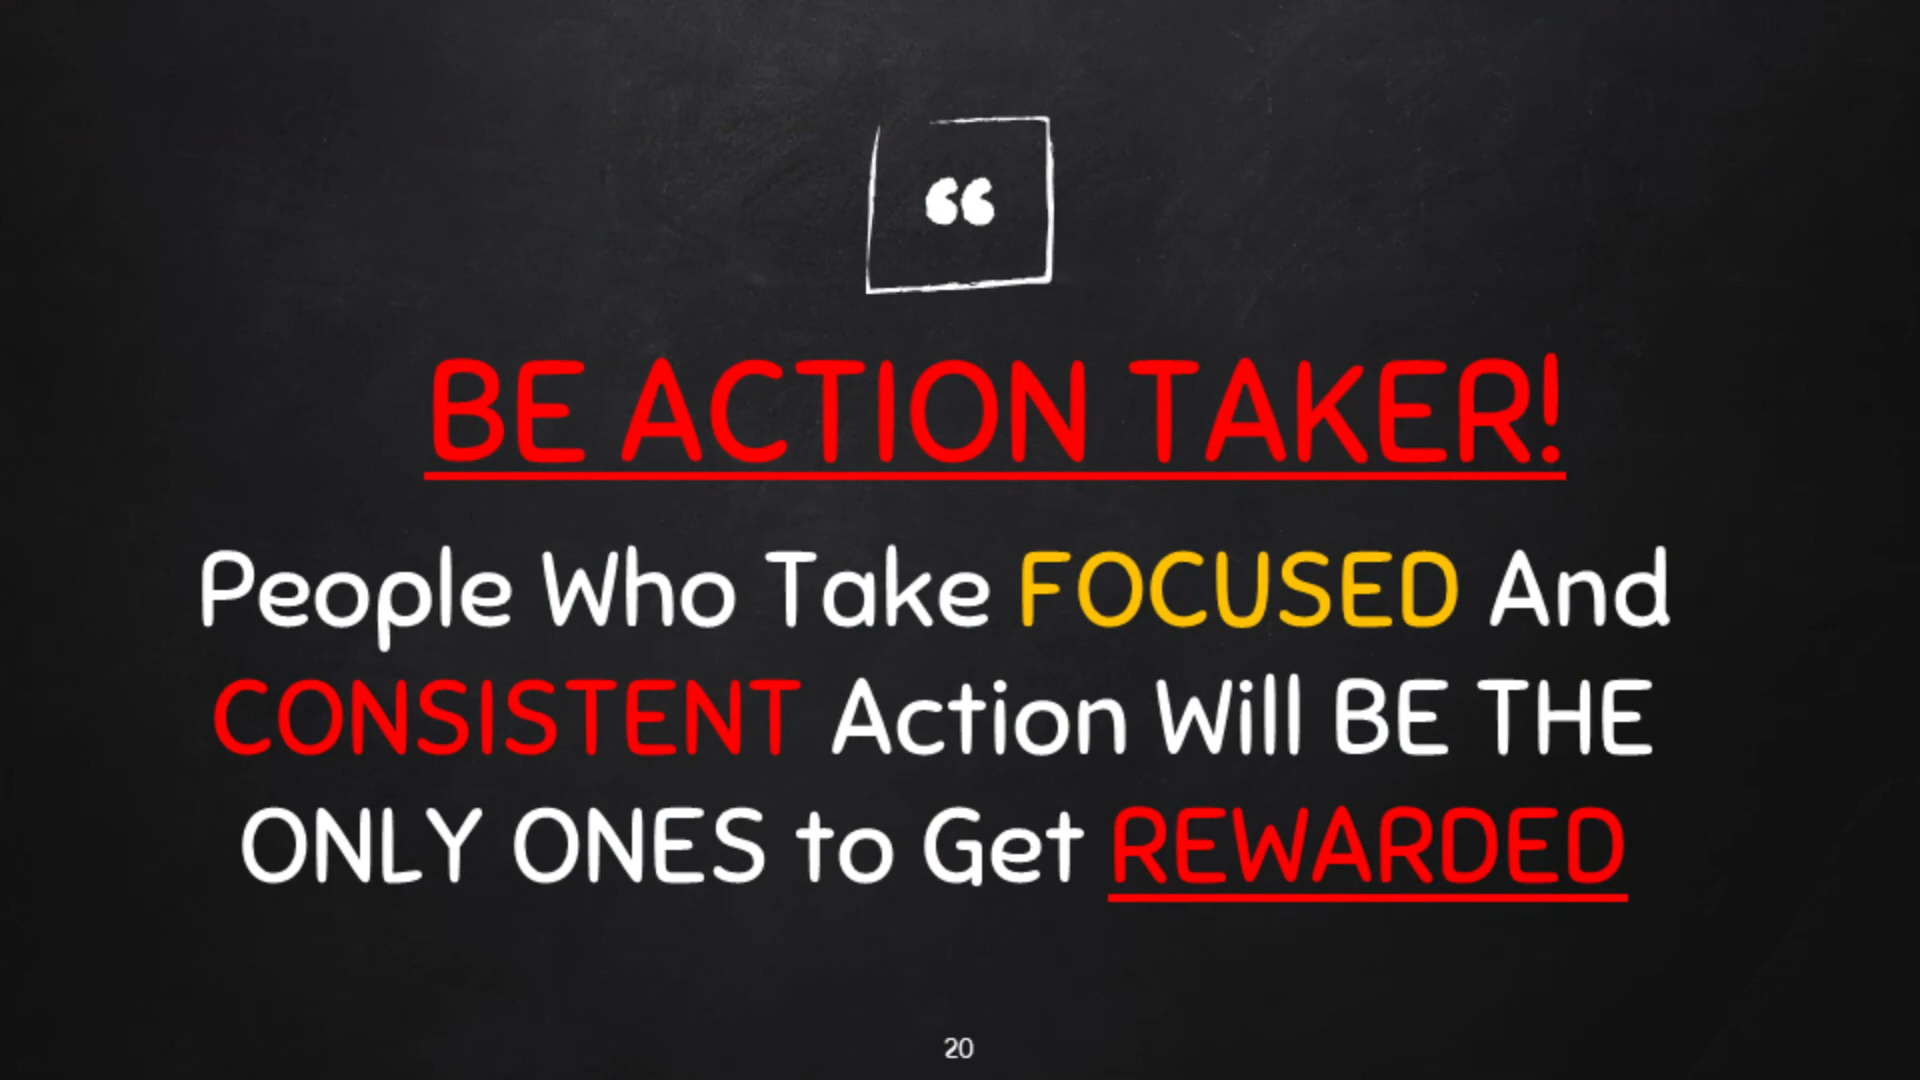 “
BE ACTION TAKER!
People Who Take FOCUSED And
CONSISTENT Action Will BE THE
ONLY ONES to Get REWARDED
20